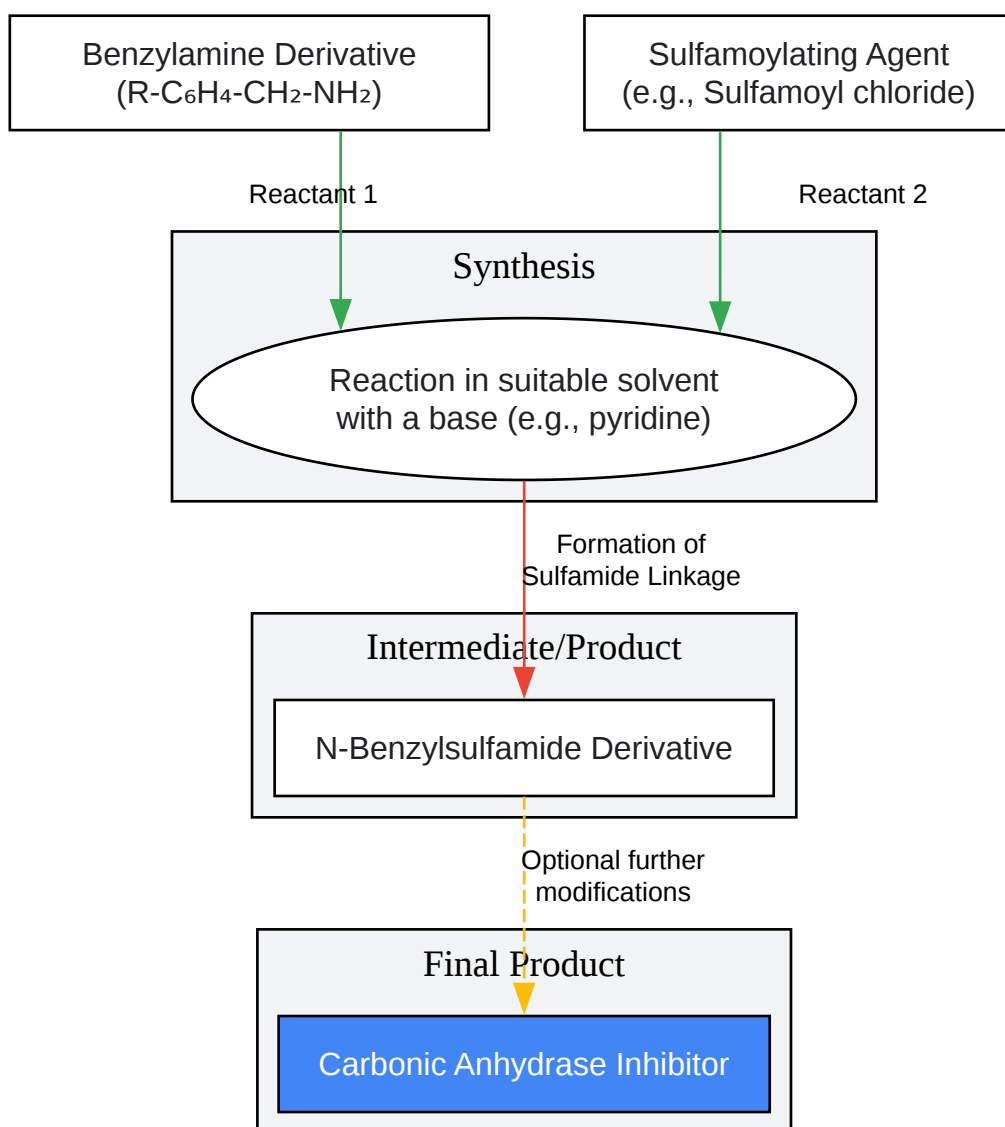 Benzylamine Derivative
(R-C₆H₄-CH₂-NH₂)
Sulfamoylating Agent
(e.g., Sulfamoyl chloride)
Reactant 1
Reactant 2
Synthesis
Reaction in suitable solvent
with a base (e.g., pyridine)
Formation of
Sulfamide Linkage
Intermediate/Product
N-Benzylsulfamide Derivative
Optional further
modifications
Final Product
Carbonic Anhydrase Inhibitor